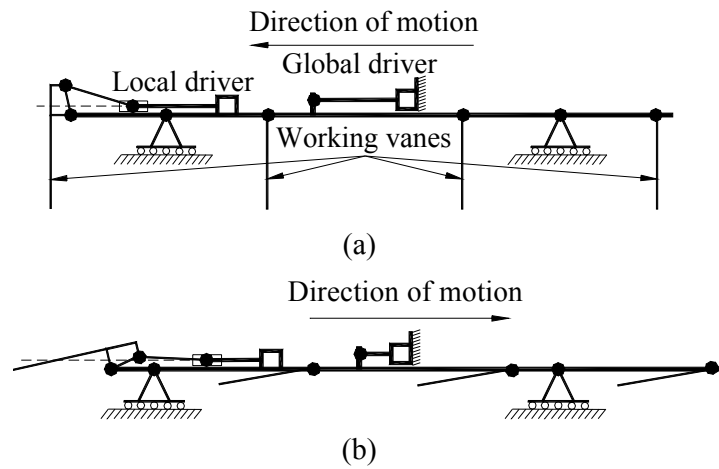 Direction of motion
Local driver
Global driver
Working vanes
(a)
Direction of motion
(b)